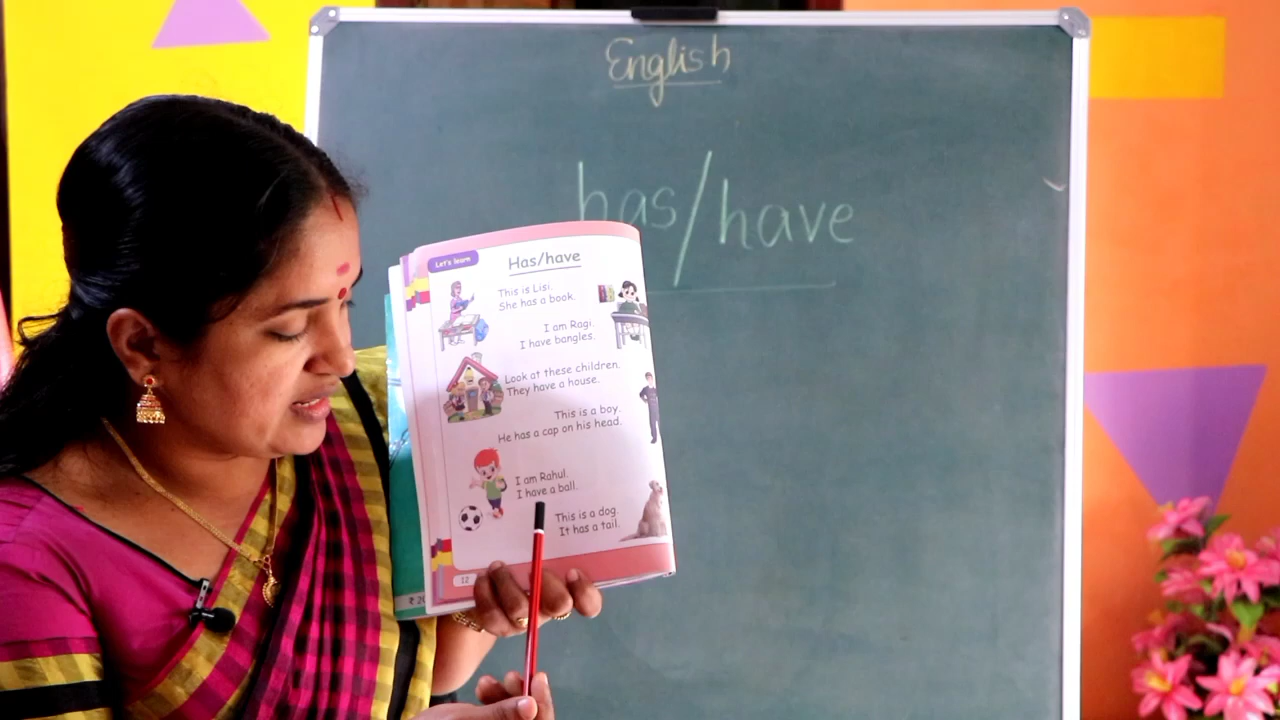 English
has/have
Let's learn
Has/have
This is Lisi.
She has a book.
I am Ragi.
I have bangles.
Look at these children.
They have a house.
This is a boy.
He has a cap on his head.
I am Rahul.
I have a ball.
This is a dog.
It has a tail.
12